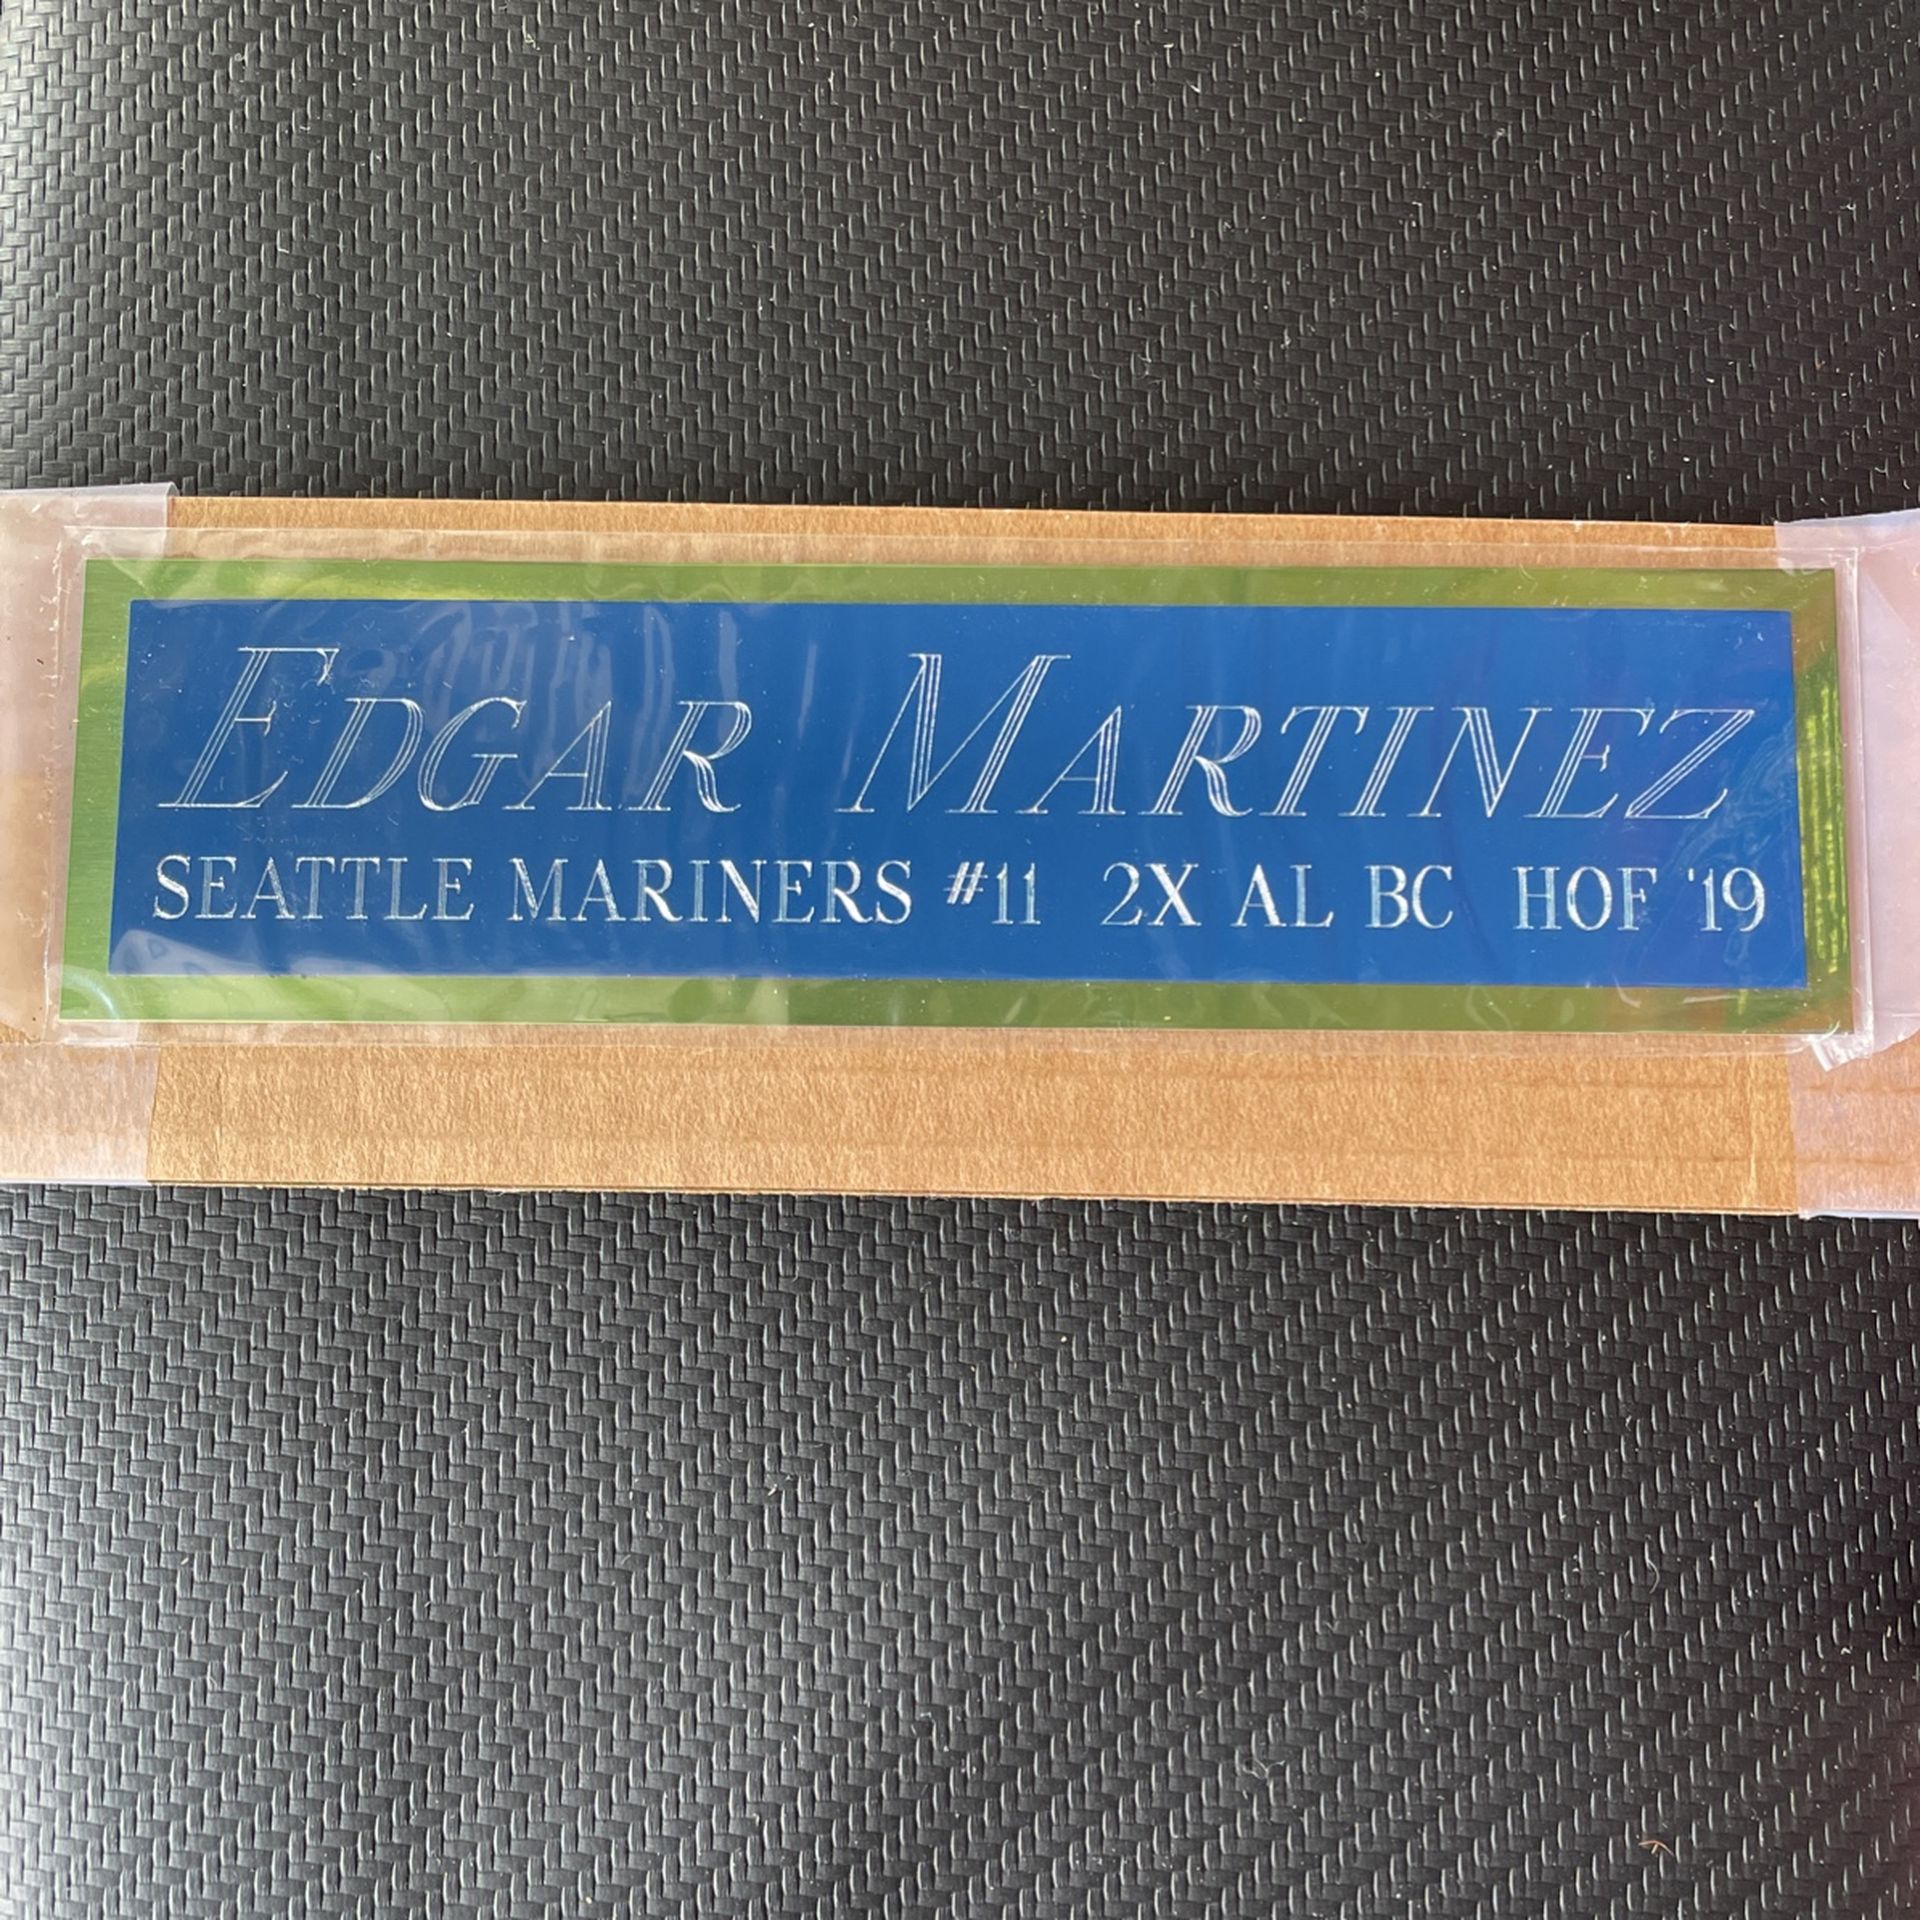 EDGAR MARTINEZ
SEATTLE MARINERS #11 2X AL BC HOF '19